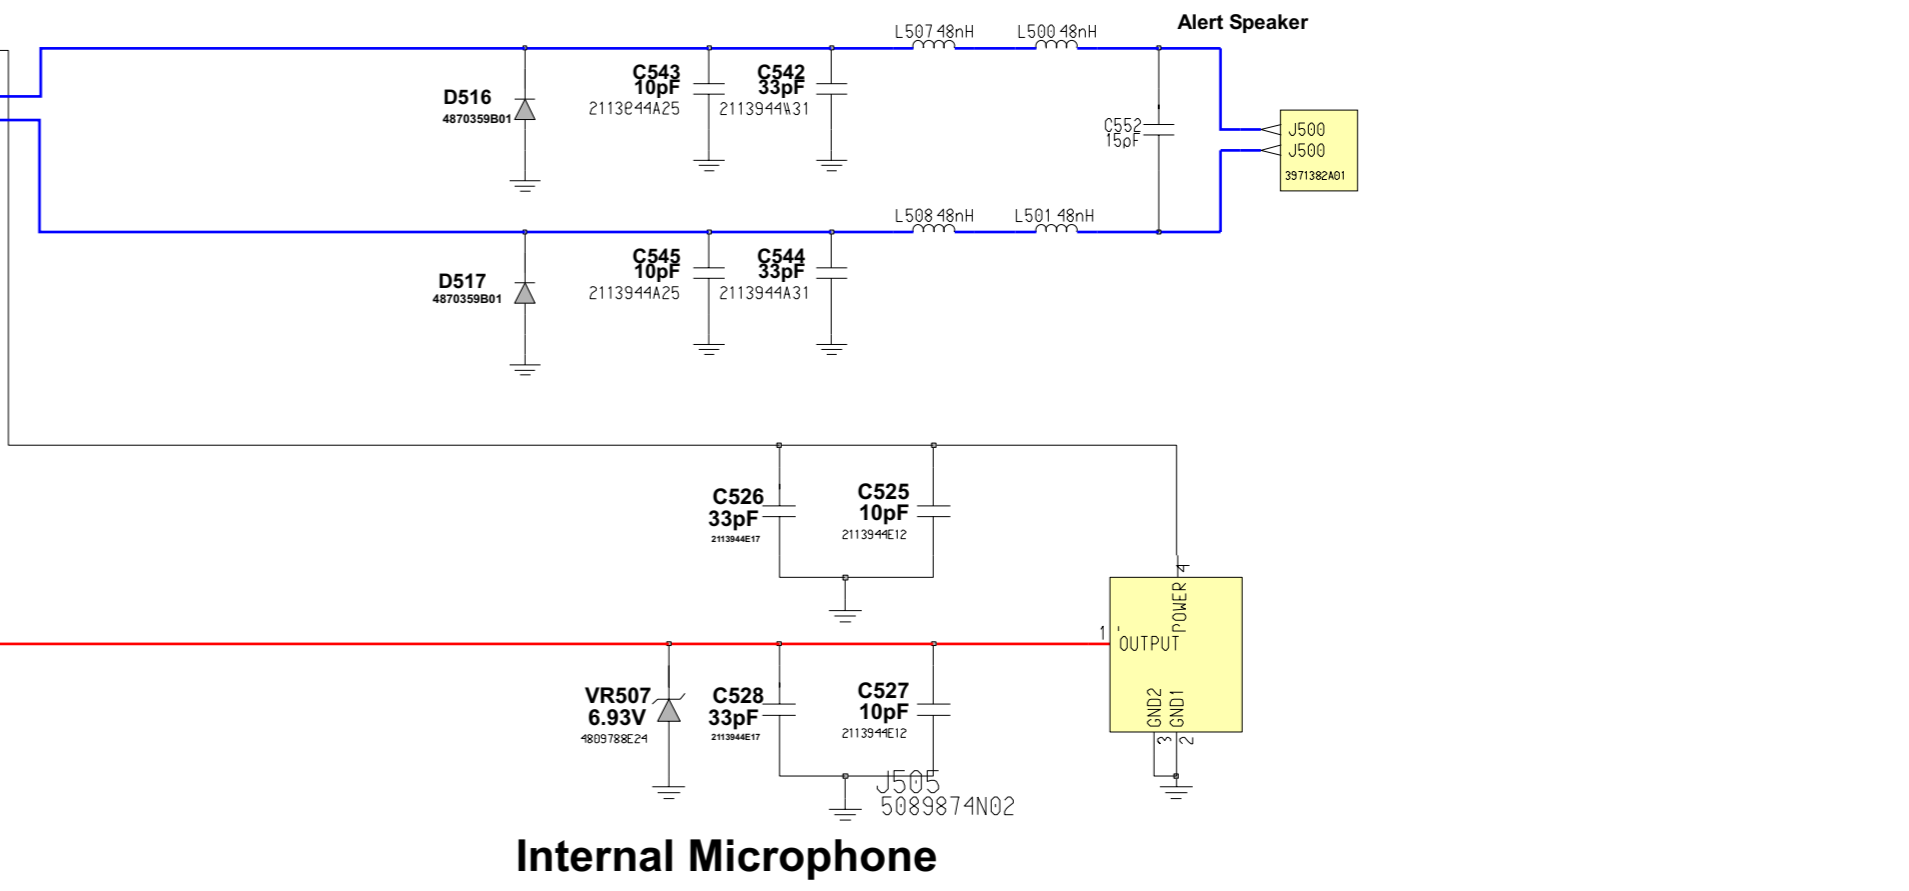 Alert Speaker
L507 48nH
L500 48nH
C543
10pF
2113944A25
C542
33pF
2113944A31
D516
4870359B01
C552
15pF
J500
J500
3971382A01
L508 48nH
L501 48nH
C545
10pF
2113944A25
C544
33pF
2113944A31
D517
4870359B01
C526
33pF
2113944E17
C525
10pF
2113944E12
4
POWER
1
OUTPUT
GND2
GND1
3
2
VR507
6.93V
4809788E24
C528
33pF
2113944E17
C527
10pF
2113944E12
J505
5089874N02
Internal Microphone